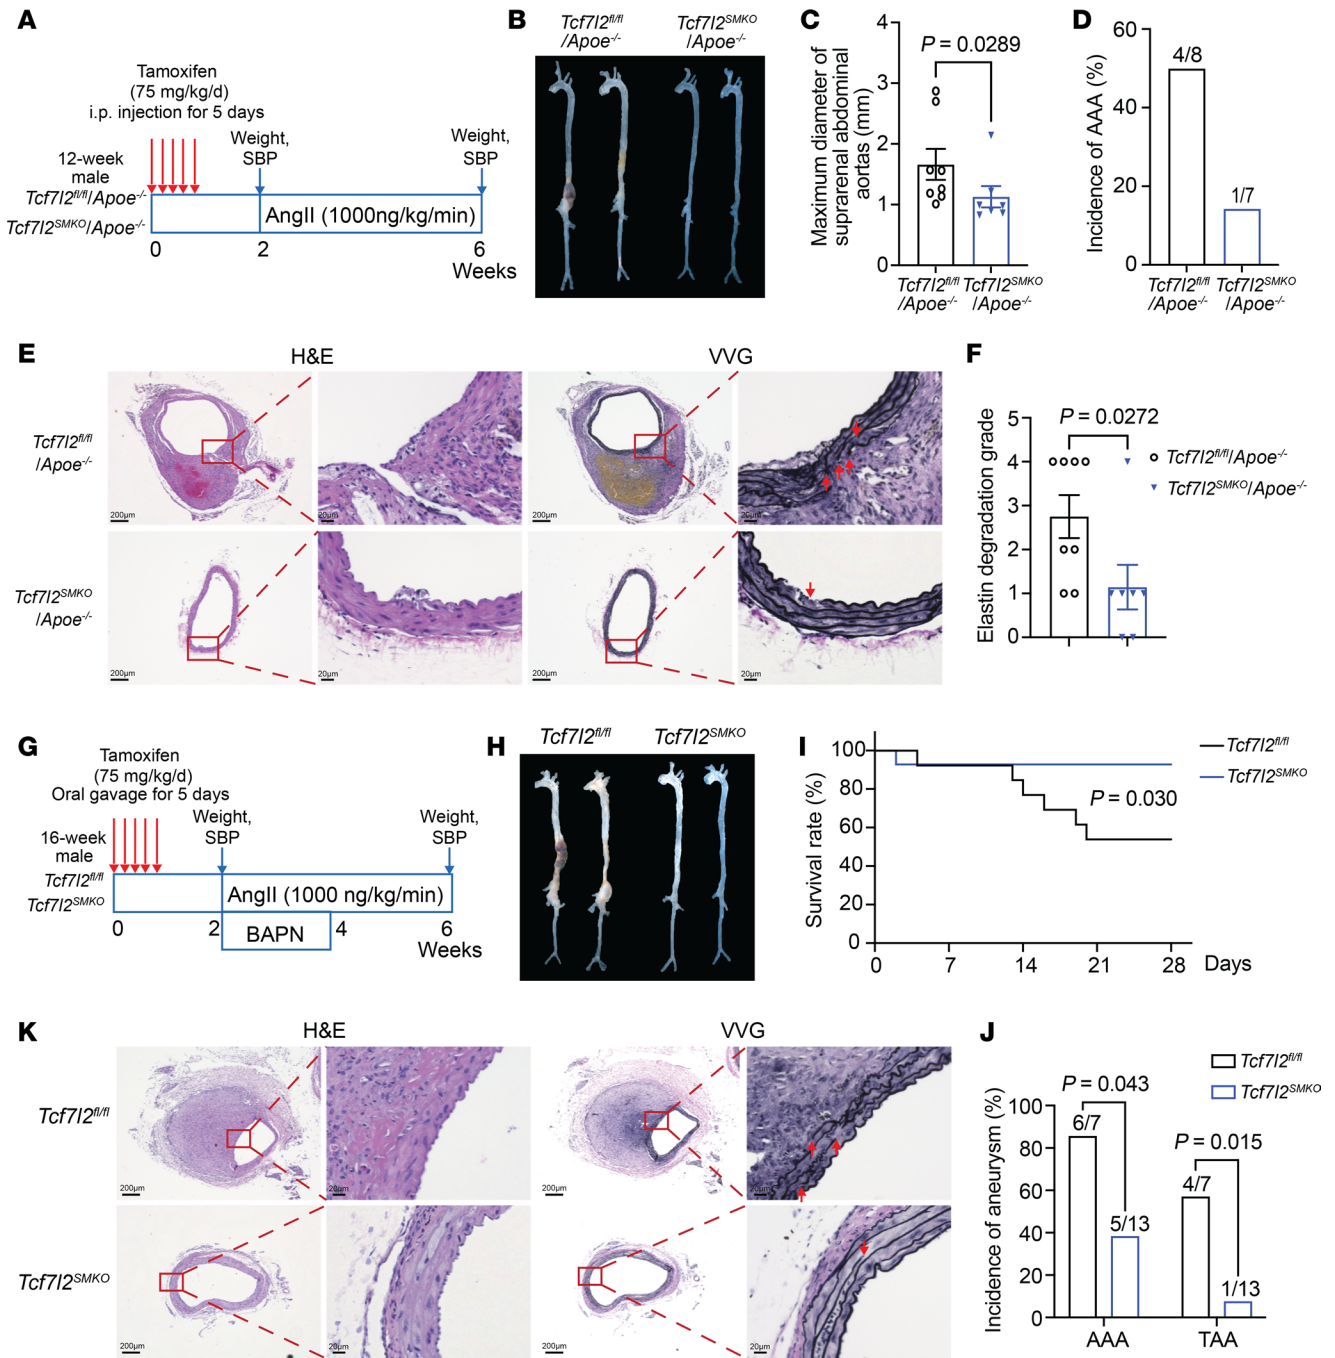 A
Tamoxifen
(75 mg/kg/d)
i.p. injection for 5 days
12-week
male
Tcf7l2fl/fl/Apoe-/-
Tcf7l2SMKO/Apoe-/-
Weight,
SBP
Weight,
SBP
AngII (1000ng/kg/min)
0 2 6
Weeks
B
Tcf7l2fl/fl
/Apoe-/-
Tcf7l2SMKO
/Apoe-/-
C
Maximum diameter of
suprarenal abdominal
aortas (mm)
4
3
2
1
0
P = 0.0289
Tcf7l2fl/fl
/Apoe-/-
Tcf7l2SMKO
/Apoe-/-
D
Incidence of AAA (%)
60
40
20
0
4/8
1/7
Tcf7l2fl/fl
/Apoe-/-
Tcf7l2SMKO
/Apoe-/-
E
H&E
VVG
Tcf7l2fl/fl
/Apoe-/-
200µm
20µm
200µm
20µm
Tcf7l2SMKO
/Apoe-/-
200µm
20µm
200µm
20µm
F
Elastin degradation grade
5
4
3
2
1
0
P = 0.0272
Tcf7l2fl/fl/Apoe-/-
Tcf7l2SMKO/Apoe-/-
G
Tamoxifen
(75 mg/kg/d)
Oral gavage for 5 days
16-week
male
Tcf7l2fl/fl
Tcf7l2SMKO
Weight,
SBP
Weight,
SBP
AngII (1000 ng/kg/min)
BAPN
0 2 4 6
Weeks
H
Tcf7l2fl/fl
Tcf7l2SMKO
I
Survival rate (%)
100
80
60
40
20
0
0 7 14 21 28 Days
P = 0.030
Tcf7l2fl/fl
Tcf7l2SMKO
K
H&E
VVG
Tcf7l2fl/fl
200µm
20µm
200µm
20µm
Tcf7l2SMKO
200µm
20µm
200µm
20µm
J
Tcf7l2fl/fl
Tcf7l2SMKO
Incidence of aneurysm (%)
100
80
60
40
20
0
P = 0.043
6/7
5/13
P = 0.015
4/7
1/13
AAA
TAA